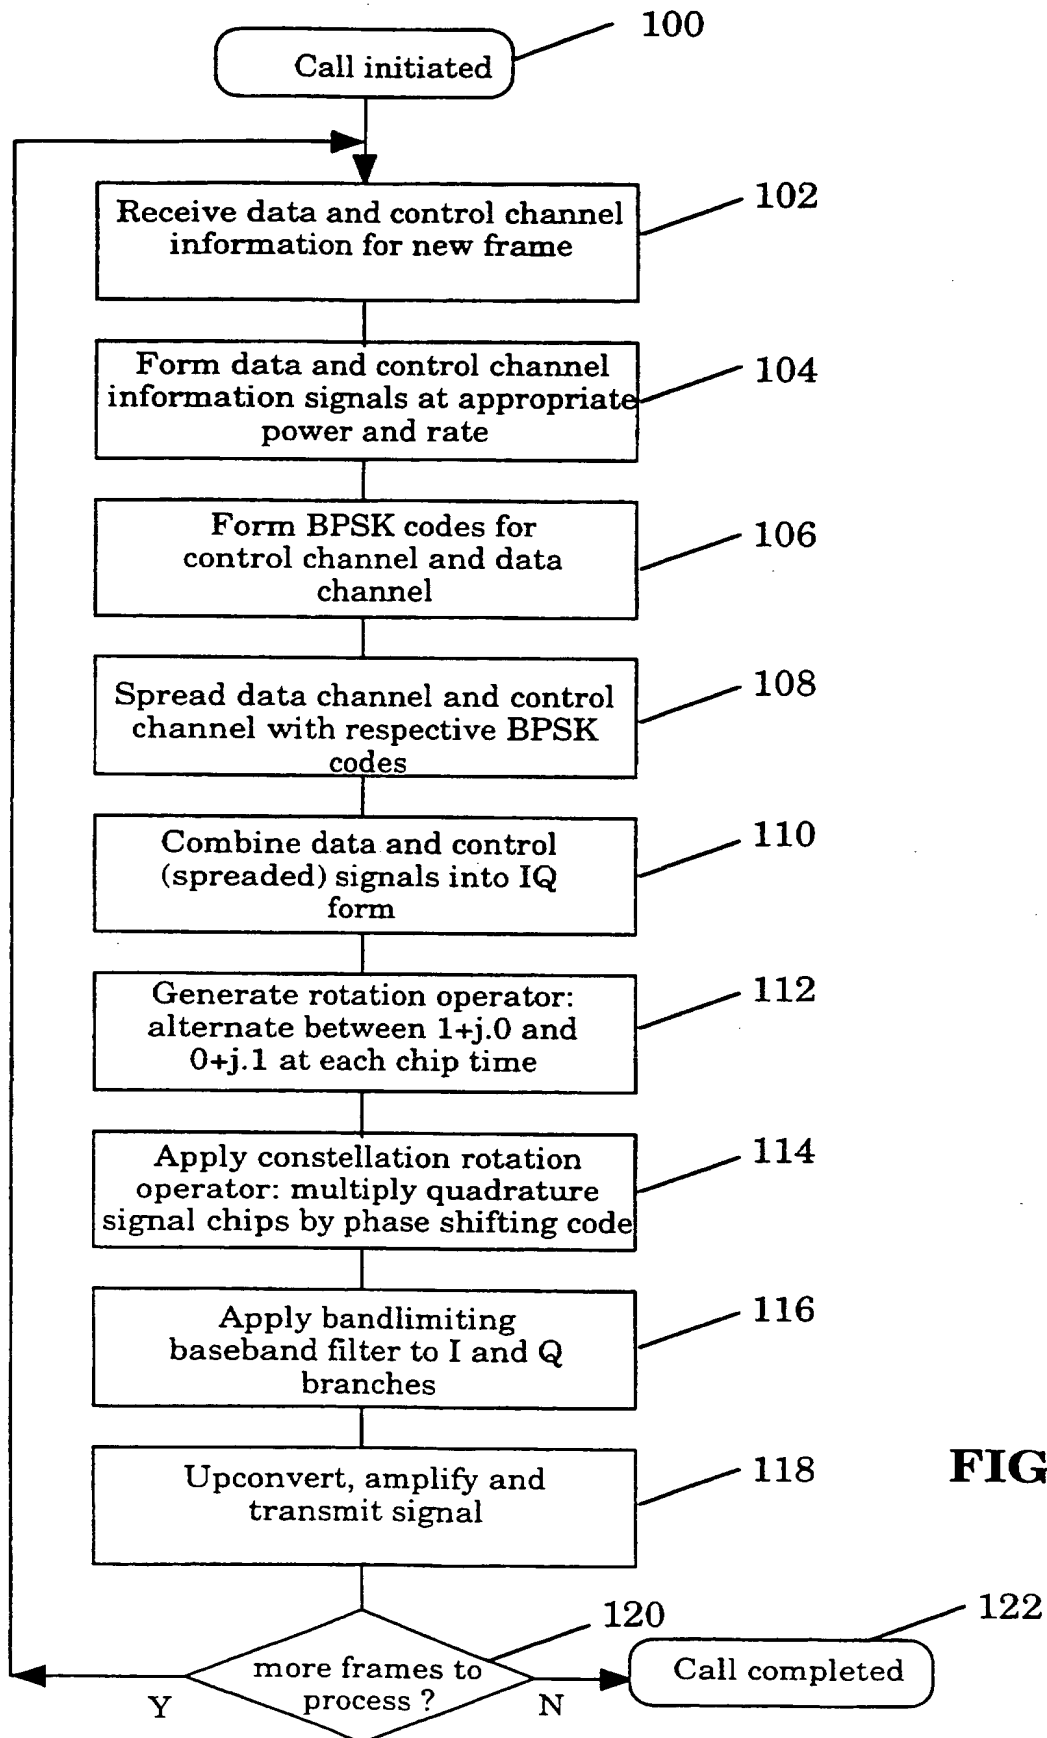 100
Call initiated
102
Receive data and control channel
information for new frame
104
Form data and control channel
information signals at appropriate
power and rate
106
Form BPSK codes for
control channel and data
channel
108
Spread data channel and control
channel with respective BPSK
codes
110
Combine data and control
(spreaded) signals into IQ
form
112
Generate rotation operator:
alternate between 1+j.0 and
0+j.1 at each chip time
114
Apply constellation rotation
operator: multiply quadrature
signal chips by phase shifting code
116
Apply bandlimiting
baseband filter to I and Q
branches
118
Upconvert, amplify and
transmit signal
FIG
120
122
more frames to
process ?
Y
N
Call completed